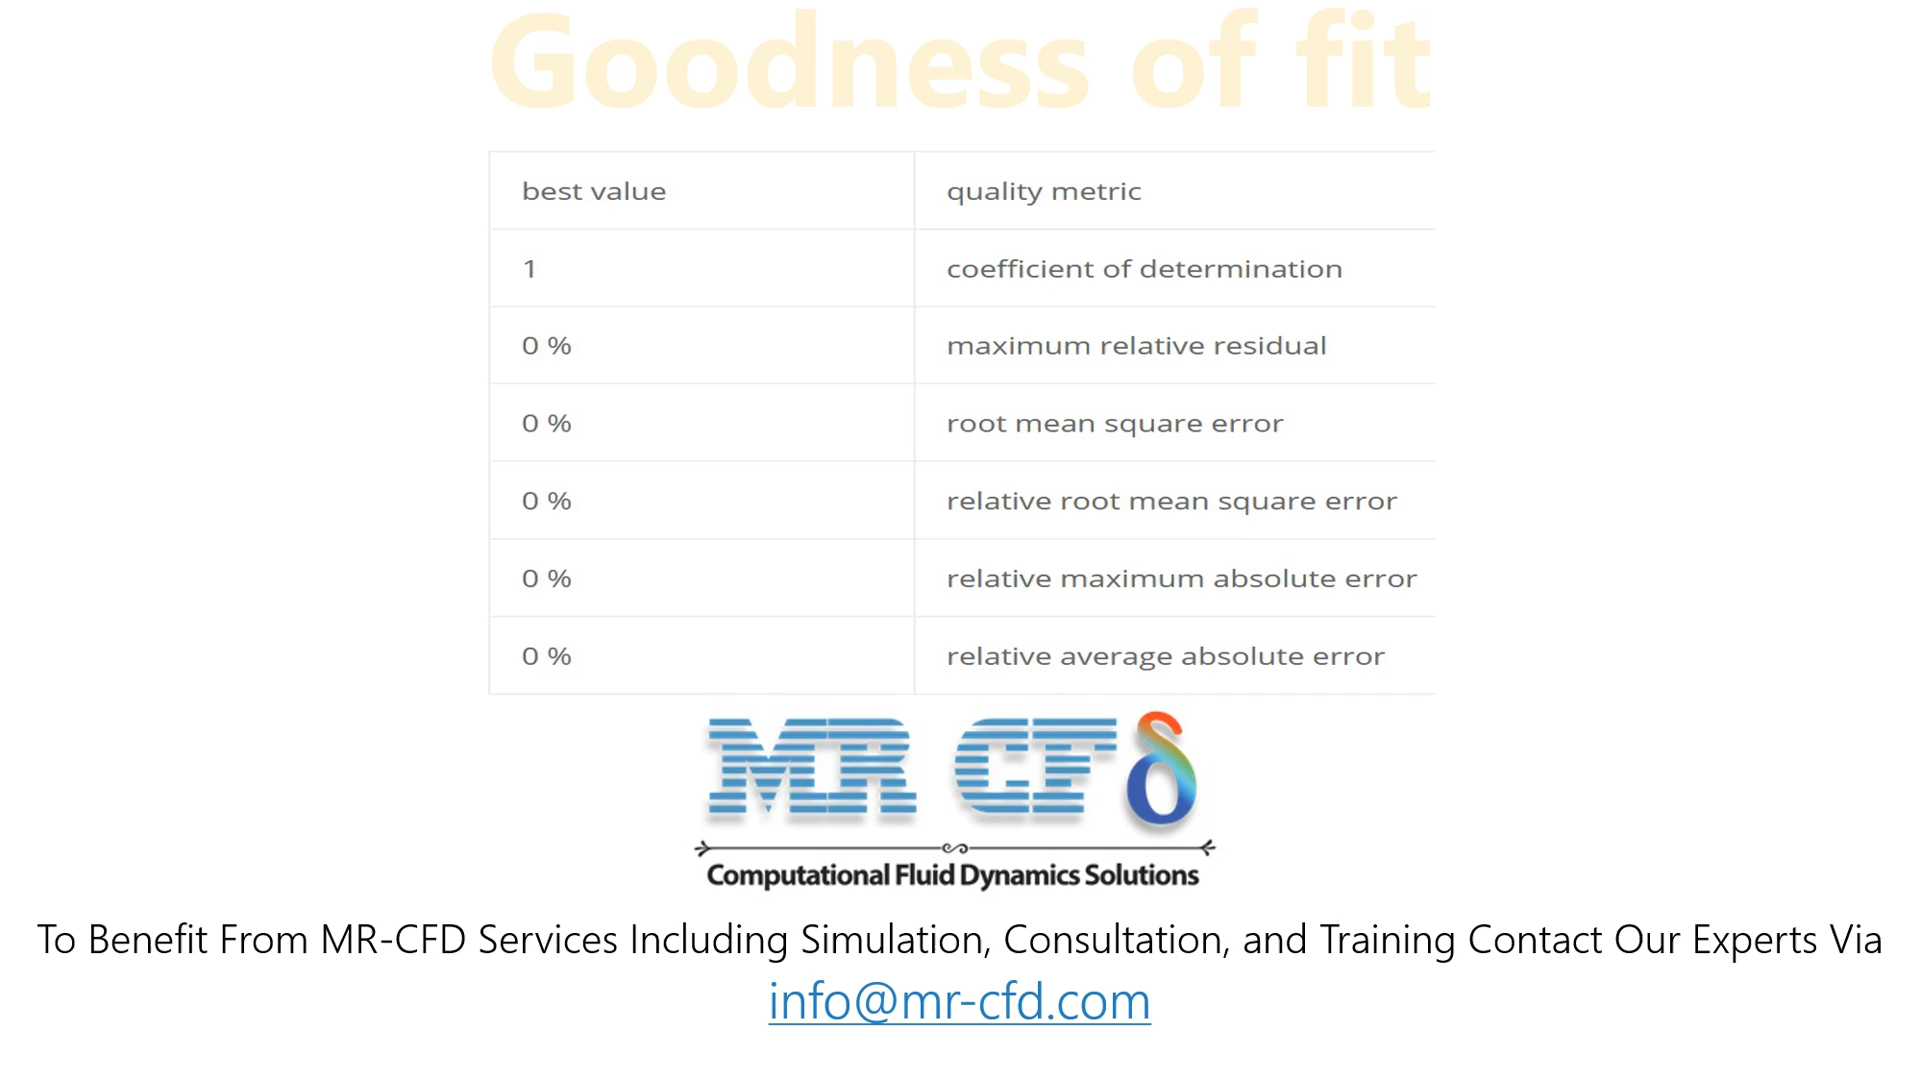 Goodness of fit
best value quality metric
1 coefficient of determination
0 % maximum relative residual
0 % root mean square error
0 % relative root mean square error
0 % relative maximum absolute error
0 % relative average absolute error
MR CFδ
Computational Fluid Dynamics Solutions
To Benefit From MR-CFD Services Including Simulation, Consultation, and Training Contact Our Experts Via
info@mr-cfd.com